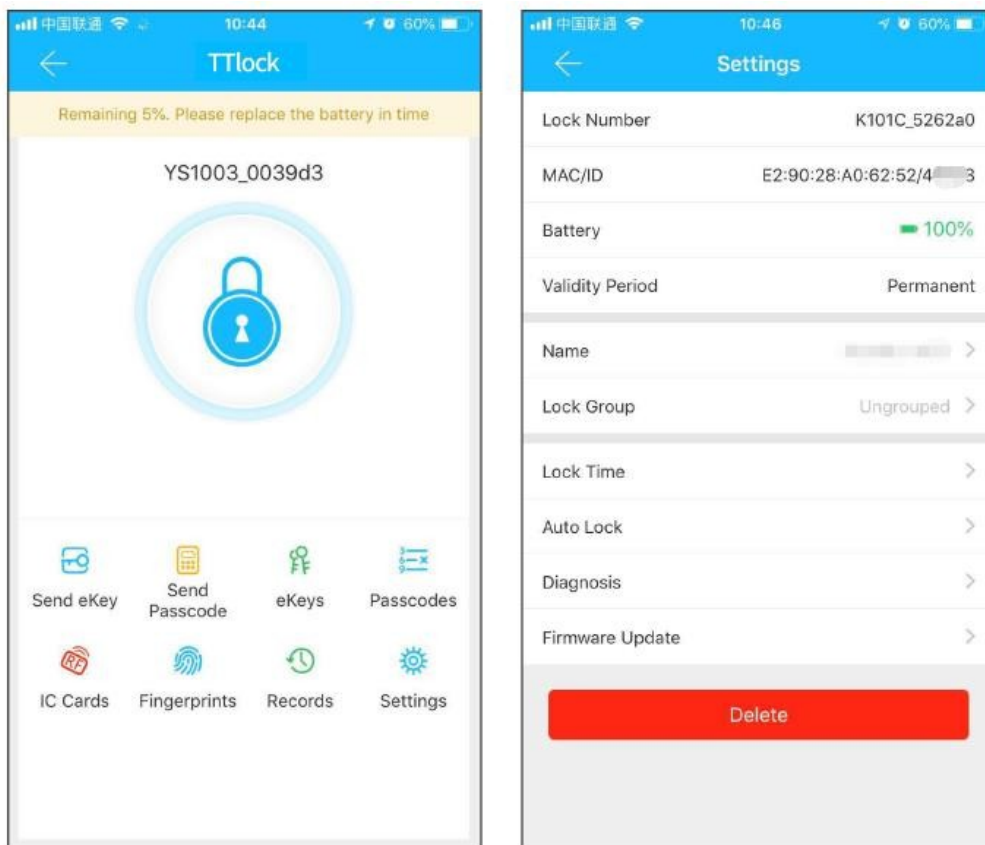 中国联通 10:44 60%
TTlock
Remaining 5%. Please replace the battery in time
YS1003_0039d3
Send eKey
Send
Passcode
eKeys
Passcodes
IC Cards
Fingerprints
Records
Settings
中国联通 10:46 60%
Settings
Lock Number K101C_5262a0
MAC/ID E2:90:28:A0:62:52/4 3
Battery 100%
Validity Period Permanent
Name
Lock Group Ungrouped
Lock Time
Auto Lock
Diagnosis
Firmware Update
Delete